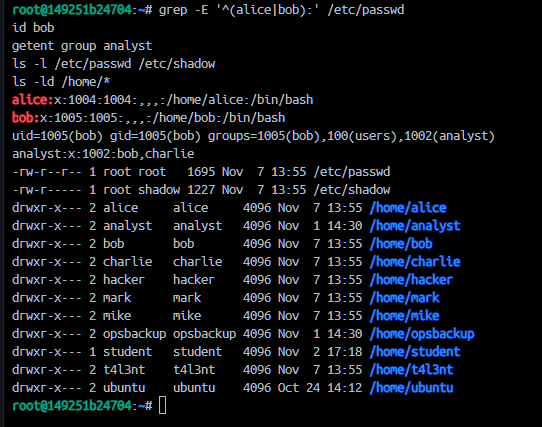 root@149251b24704:~# grep -E '^(alice|bob):' /etc/passwd
id bob
getent group analyst
ls -l /etc/passwd /etc/shadow
ls -ld /home/*
alice:x:1004:1004:,,,:/home/alice:/bin/bash
bob:x:1005:1005:,,,:/home/bob:/bin/bash
uid=1005(bob) gid=1005(bob) groups=1005(bob),100(users),1002(analyst)
analyst:x:1002:bob,charlie
-rw-r--r-- 1 root root   1695 Nov  7 13:55 /etc/passwd
-rw-r----- 1 root shadow 1227 Nov  7 13:55 /etc/shadow
drwxr-x--- 2 alice     alice     4096 Nov  7 13:55 /home/alice
drwxr-x--- 2 analyst   analyst   4096 Nov  1 14:30 /home/analyst
drwxr-x--- 2 bob       bob       4096 Nov  7 13:55 /home/bob
drwxr-x--- 2 charlie   charlie   4096 Nov  7 13:55 /home/charlie
drwxr-x--- 2 hacker    hacker    4096 Nov  7 13:55 /home/hacker
drwxr-x--- 2 mark      mark      4096 Nov  7 13:55 /home/mark
drwxr-x--- 2 mike      mike      4096 Nov  7 13:55 /home/mike
drwxr-x--- 2 opsbackup opsbackup 4096 Nov  1 14:30 /home/opsbackup
drwxr-x--- 1 student   student   4096 Nov  2 17:18 /home/student
drwxr-x--- 2 t4l3nt    t4l3nt    4096 Nov  7 13:55 /home/t4l3nt
drwxr-x--- 2 ubuntu    ubuntu    4096 Oct 24 14:12 /home/ubuntu
root@149251b24704:~#